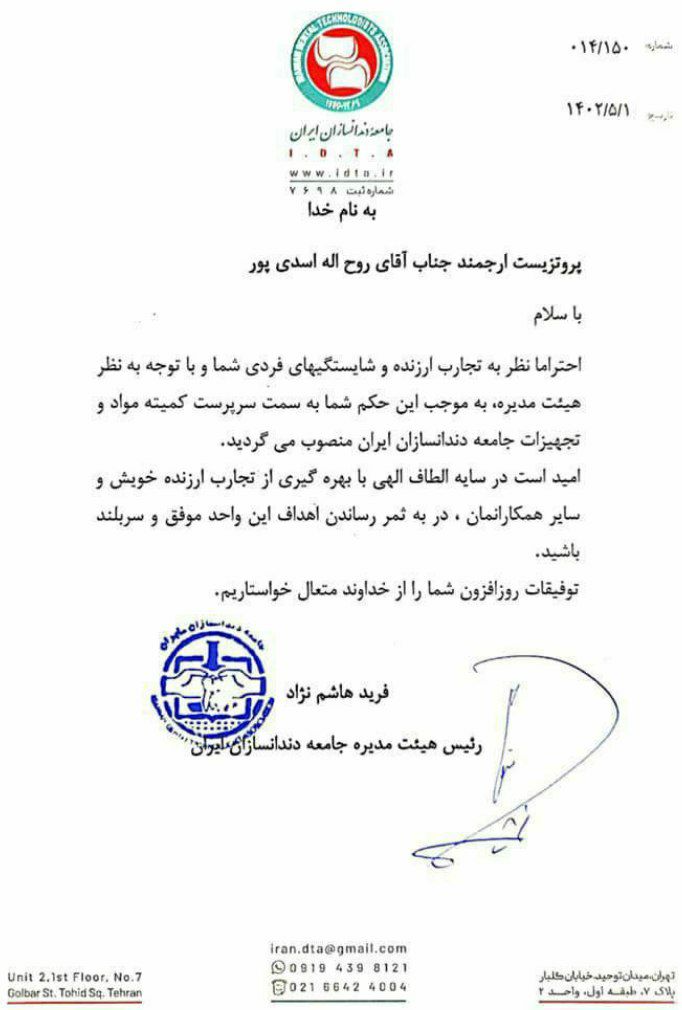 شماره ۰۱۴/۱۵۰
تاریخ ۱۴۰۲/۵/۱
IRANIAN DENTAL TECHNOLOGISTS ASSOCIATION
جامعه دندانسازان ایران
I . D . T . A
www.idta.ir
شماره ثبت ۷۶۹۸
به نام خدا
پروتزیست ارجمند جناب آقای روح اله اسدی پور
با سلام
احتراما نظر به تجارب ارزنده و شایستگیهای فردی شما و با توجه به نظر
هیئت مدیره، به موجب این حکم شما به سمت سرپرست کمیته مواد و
تجهیزات جامعه دندانسازان ایران منصوب می گردید.
امید است در سایه الطاف الهی با بهره گیری از تجارب ارزنده خویش و
سایر همکارانمان ، در به ثمر رساندن اهداف این واحد موفق و سربلند
باشید.
توفیقات روزافزون شما را از خداوند متعال خواستاریم.
جامعه دندانسازان ایران
فرید هاشم نژاد
رئیس هیئت مدیره جامعه دندانسازان ایران
iran.dta@gmail.com
0919 439 8121
021 6642 4004
Unit 2,1st Floor, No.7
Golbar St. Tohid Sq. Tehran
تهران، میدان توحید، خیابان گلبار
پلاک ۷، طبقه اول، واحد ۲